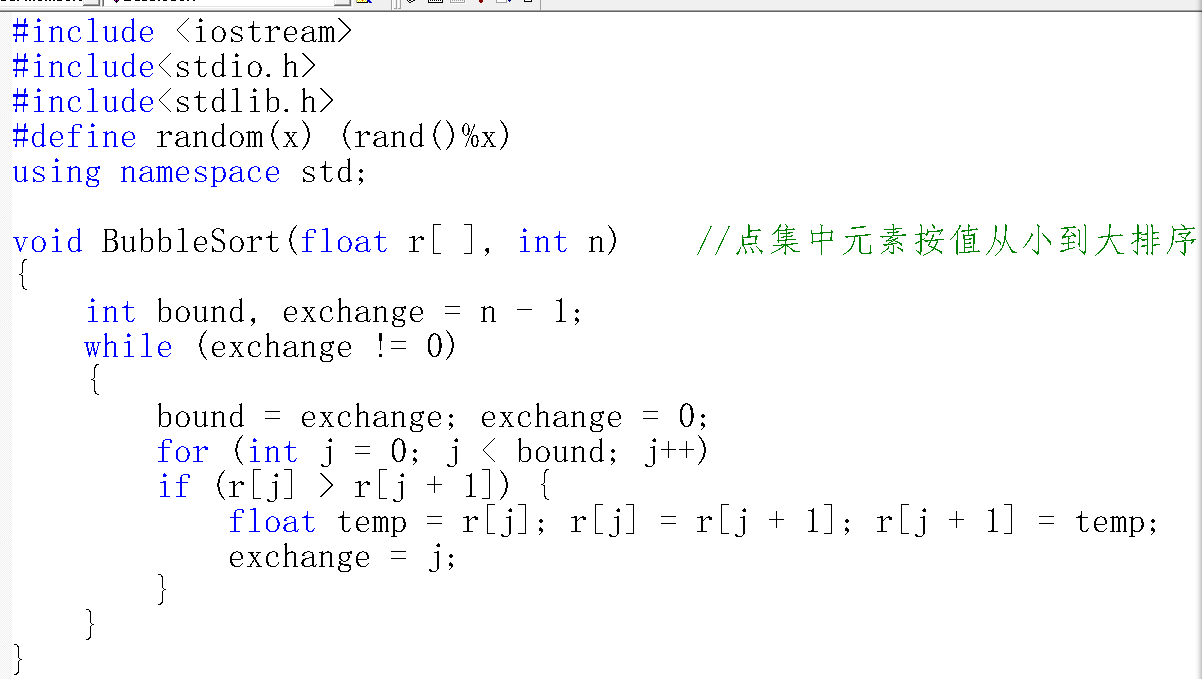 #include <iostream>
#include<stdio.h>
#include<stdlib.h>
#define random(x) (rand()%x)
using namespace std;
void BubbleSort(float r[ ], int n)    //点集中元素按值从小到大排序
{
    int bound, exchange = n - 1;
    while (exchange != 0)
    {
        bound = exchange; exchange = 0;
        for (int j = 0; j < bound; j++)
        if (r[j] > r[j + 1]) {
            float temp = r[j]; r[j] = r[j + 1]; r[j + 1] = temp;
            exchange = j;
        }
    }
}